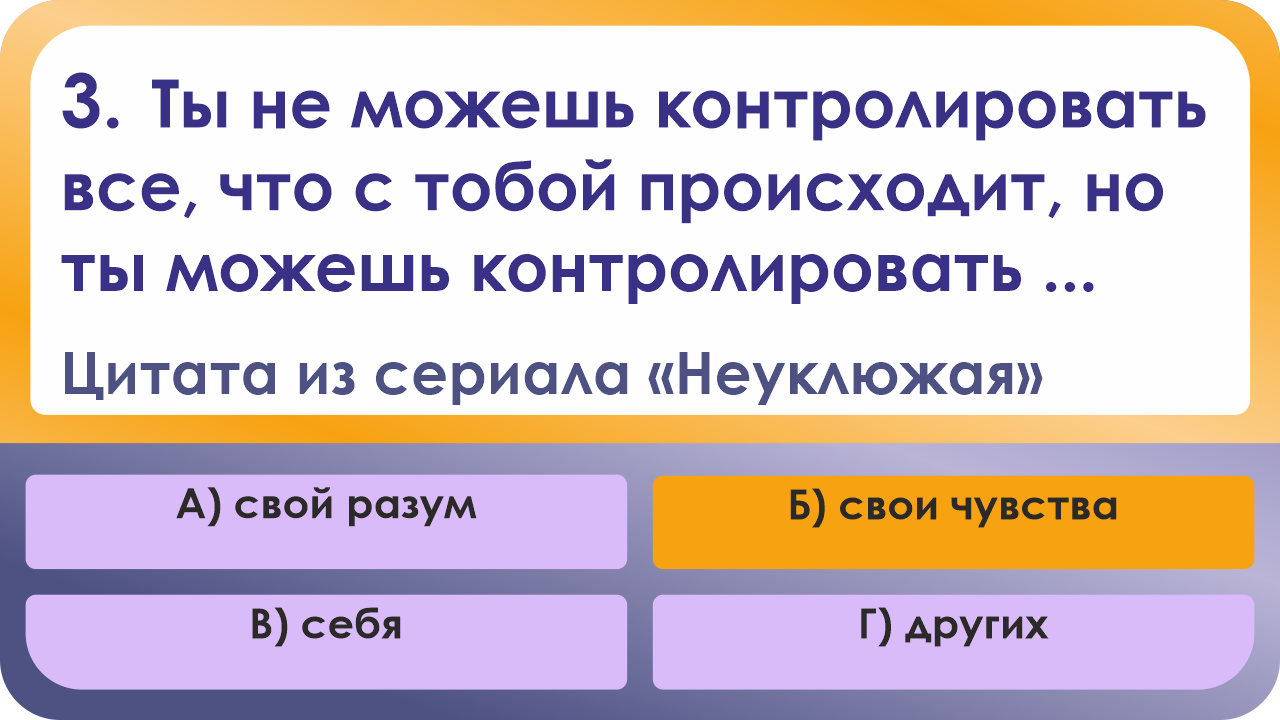 3. Ты не можешь контролировать
все, что с тобой происходит, но
ты можешь контролировать ...
Цитата из сериала «Неуклюжая»
А) свой разум
Б) свои чувства
В) себя
Г) других